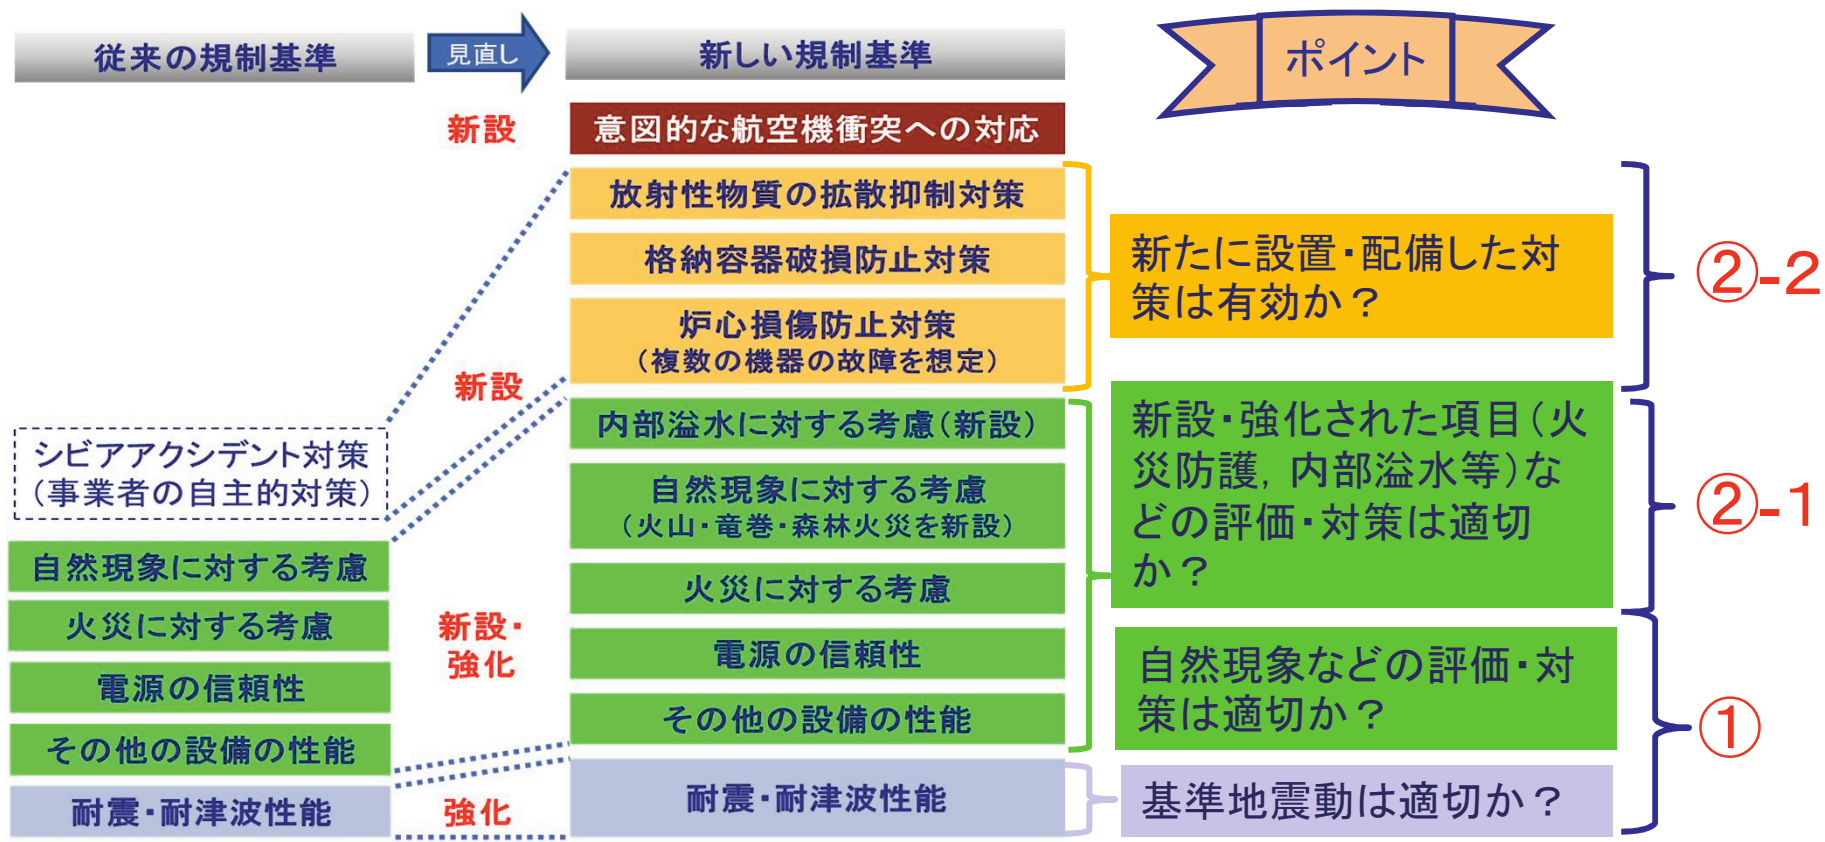 従来の規制基準
見直し
新しい規制基準
ポイント
新設
意図的な航空機衝突への対応
放射性物質の拡散抑制対策
格納容器破損防止対策
炉心損傷防止対策
（複数の機器の故障を想定）
新たに設置・配備した対
策は有効か？
②-2
新設
シビアアクシデント対策
（事業者の自主的対策）
内部溢水に対する考慮（新設）
自然現象に対する考慮
（火山・竜巻・森林火災を新設）
新設・強化された項目（火
災防護，内部溢水等）な
どの評価・対策は適切
か？
②-1
自然現象に対する考慮
火災に対する考慮
電源の信頼性
その他の設備の性能
新設・
強化
火災に対する考慮
電源の信頼性
その他の設備の性能
自然現象などの評価・対
策は適切か？
①
耐震・耐津波性能
強化
耐震・耐津波性能
基準地震動は適切か？